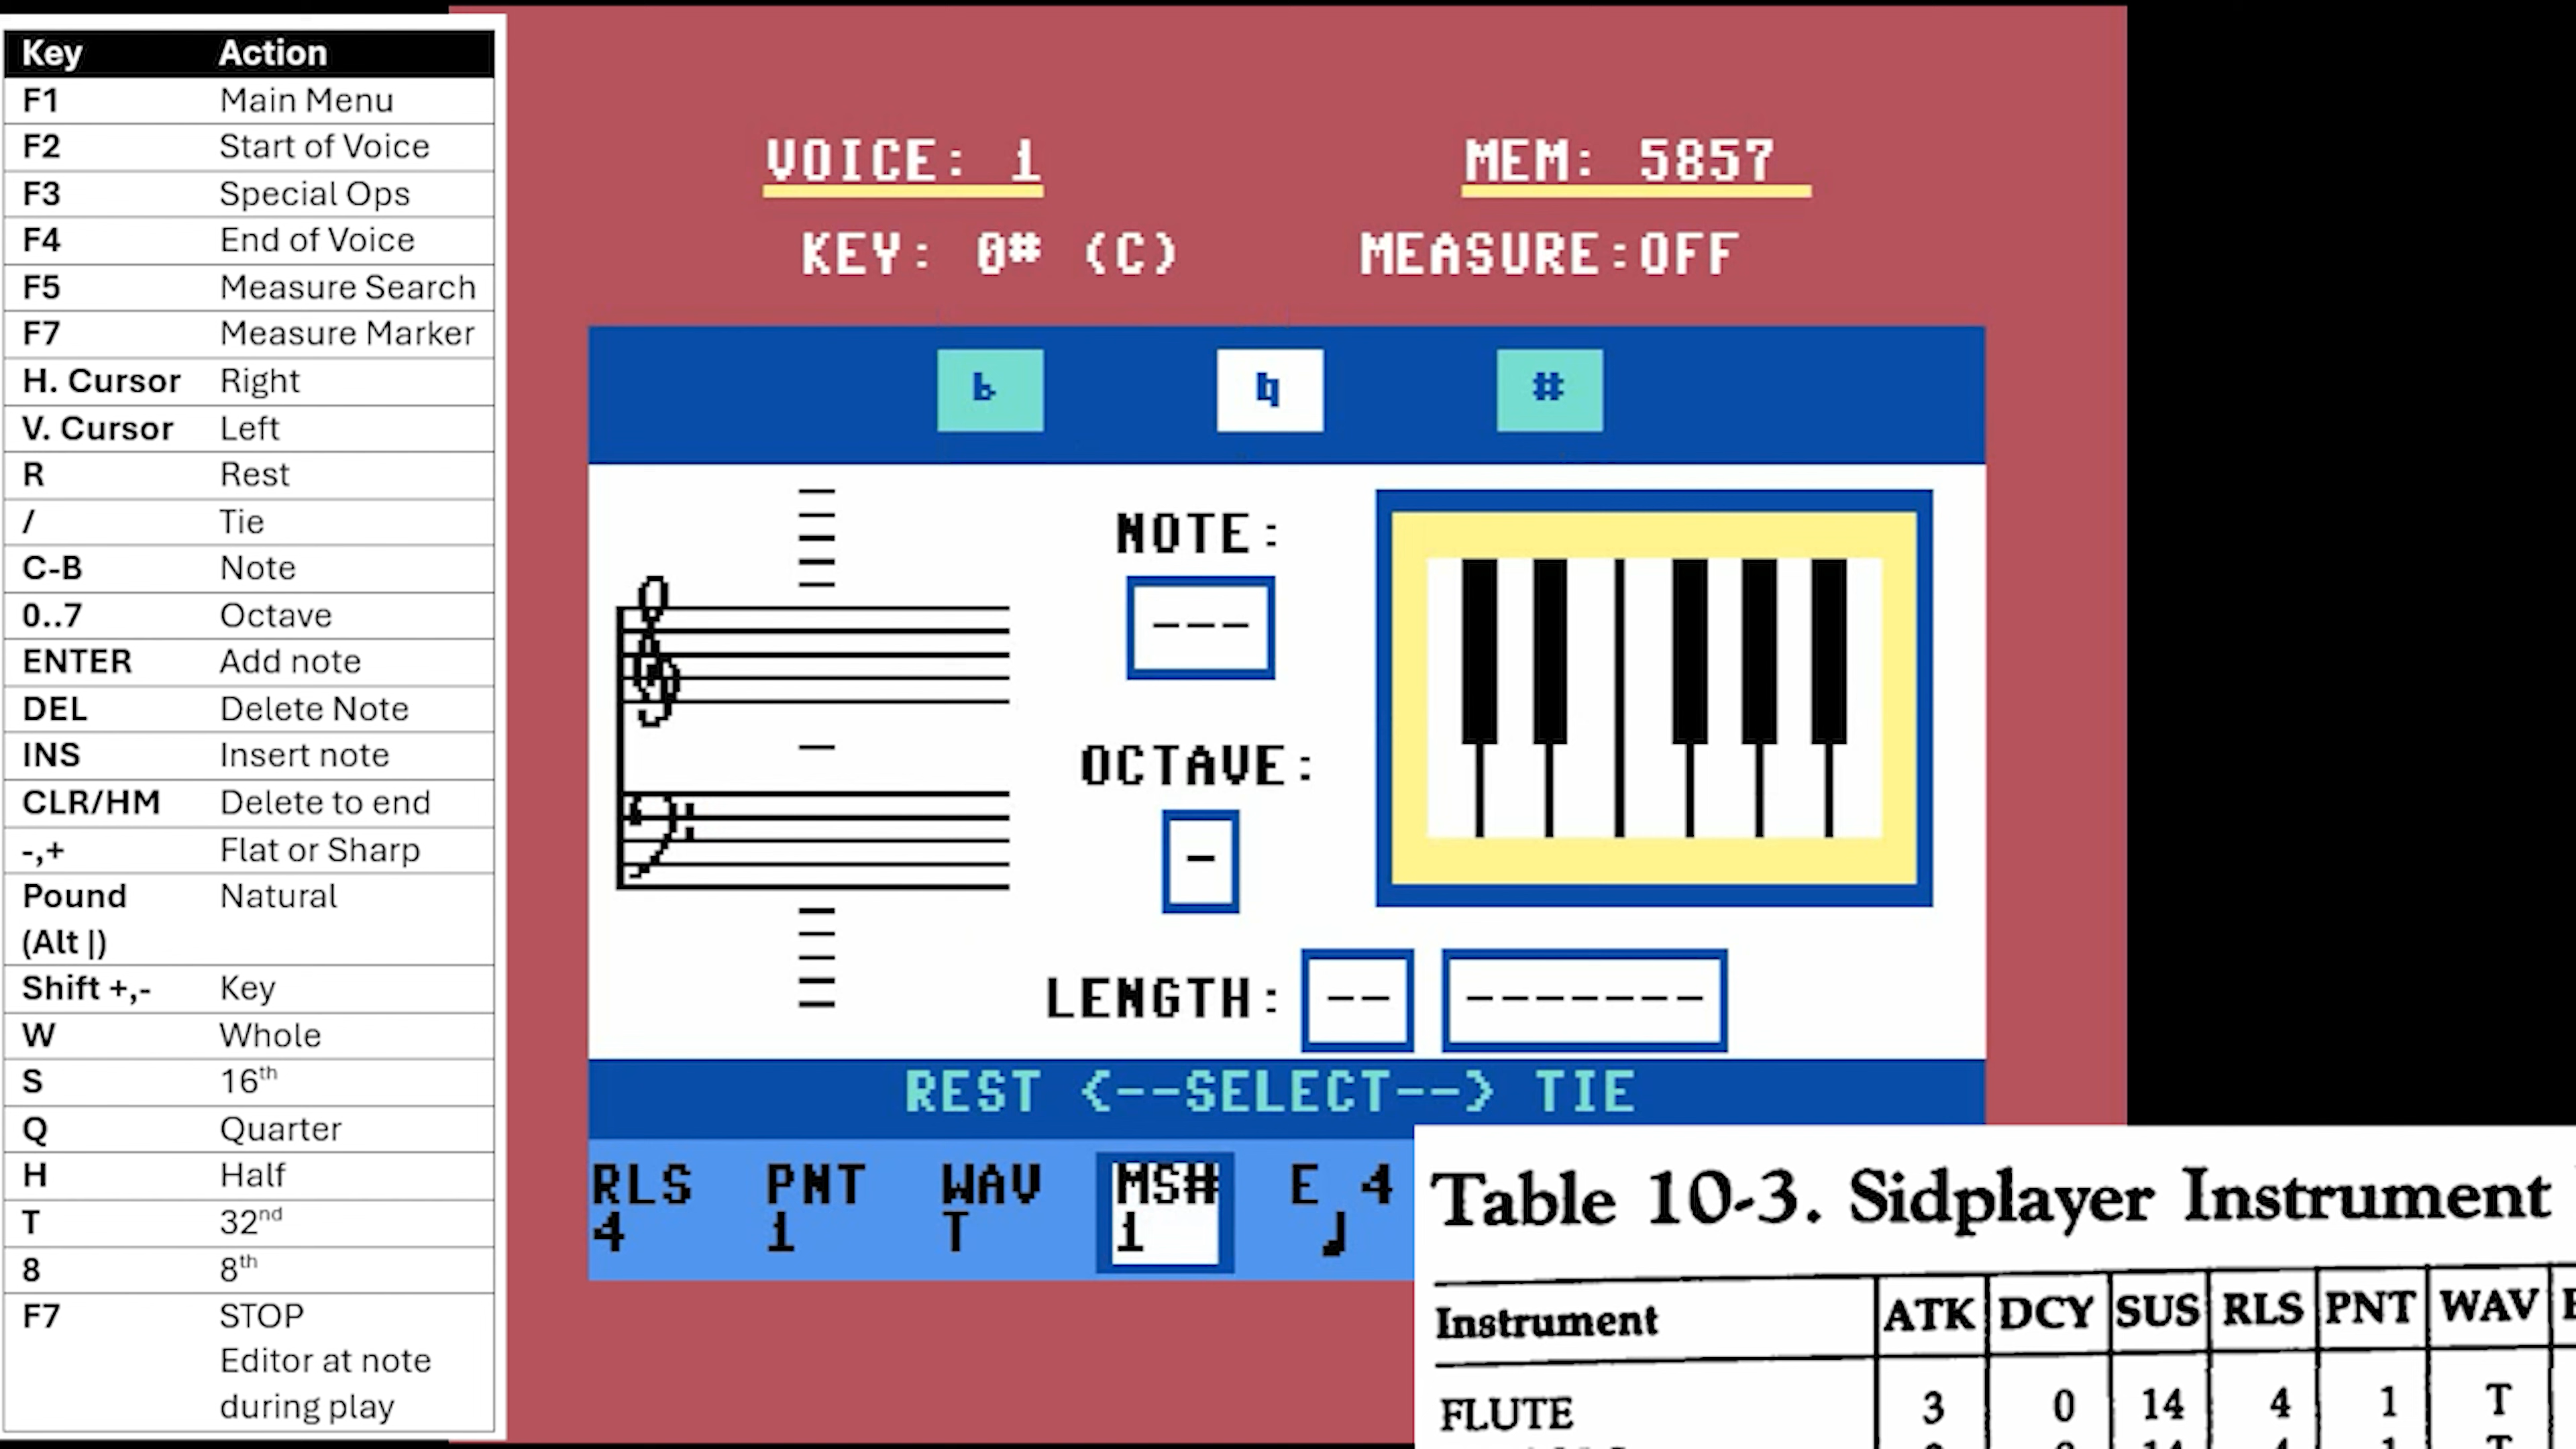 Key Action
F1 Main Menu
F2 Start of Voice
F3 Special Ops
F4 End of Voice
F5 Measure Search
F7 Measure Marker
H. Cursor Right
V. Cursor Left
R Rest
/ Tie
C-B Note
0..7 Octave
ENTER Add note
DEL Delete Note
INS Insert note
CLR/HM Delete to end
-,+ Flat or Sharp
Pound Natural
(Alt |)
Shift +,- Key
W Whole
S 16th
Q Quarter
H Half
T 32nd
8 8th
F7 STOP
Editor at note
during play
VOICE: 1 MEM: 5857
KEY: 0# (C) MEASURE:OFF
♭ ♮ #
NOTE:
---
OCTAVE:
-
LENGTH: -- -------
REST <--SELECT--> TIE
RLS PNT WAV MS# E 4
4 1 T 1 ♩
Table 10-3. Sidplayer Instrument
Instrument ATK DCY SUS RLS PNT WAV
FLUTE 3 0 14 4 1 T